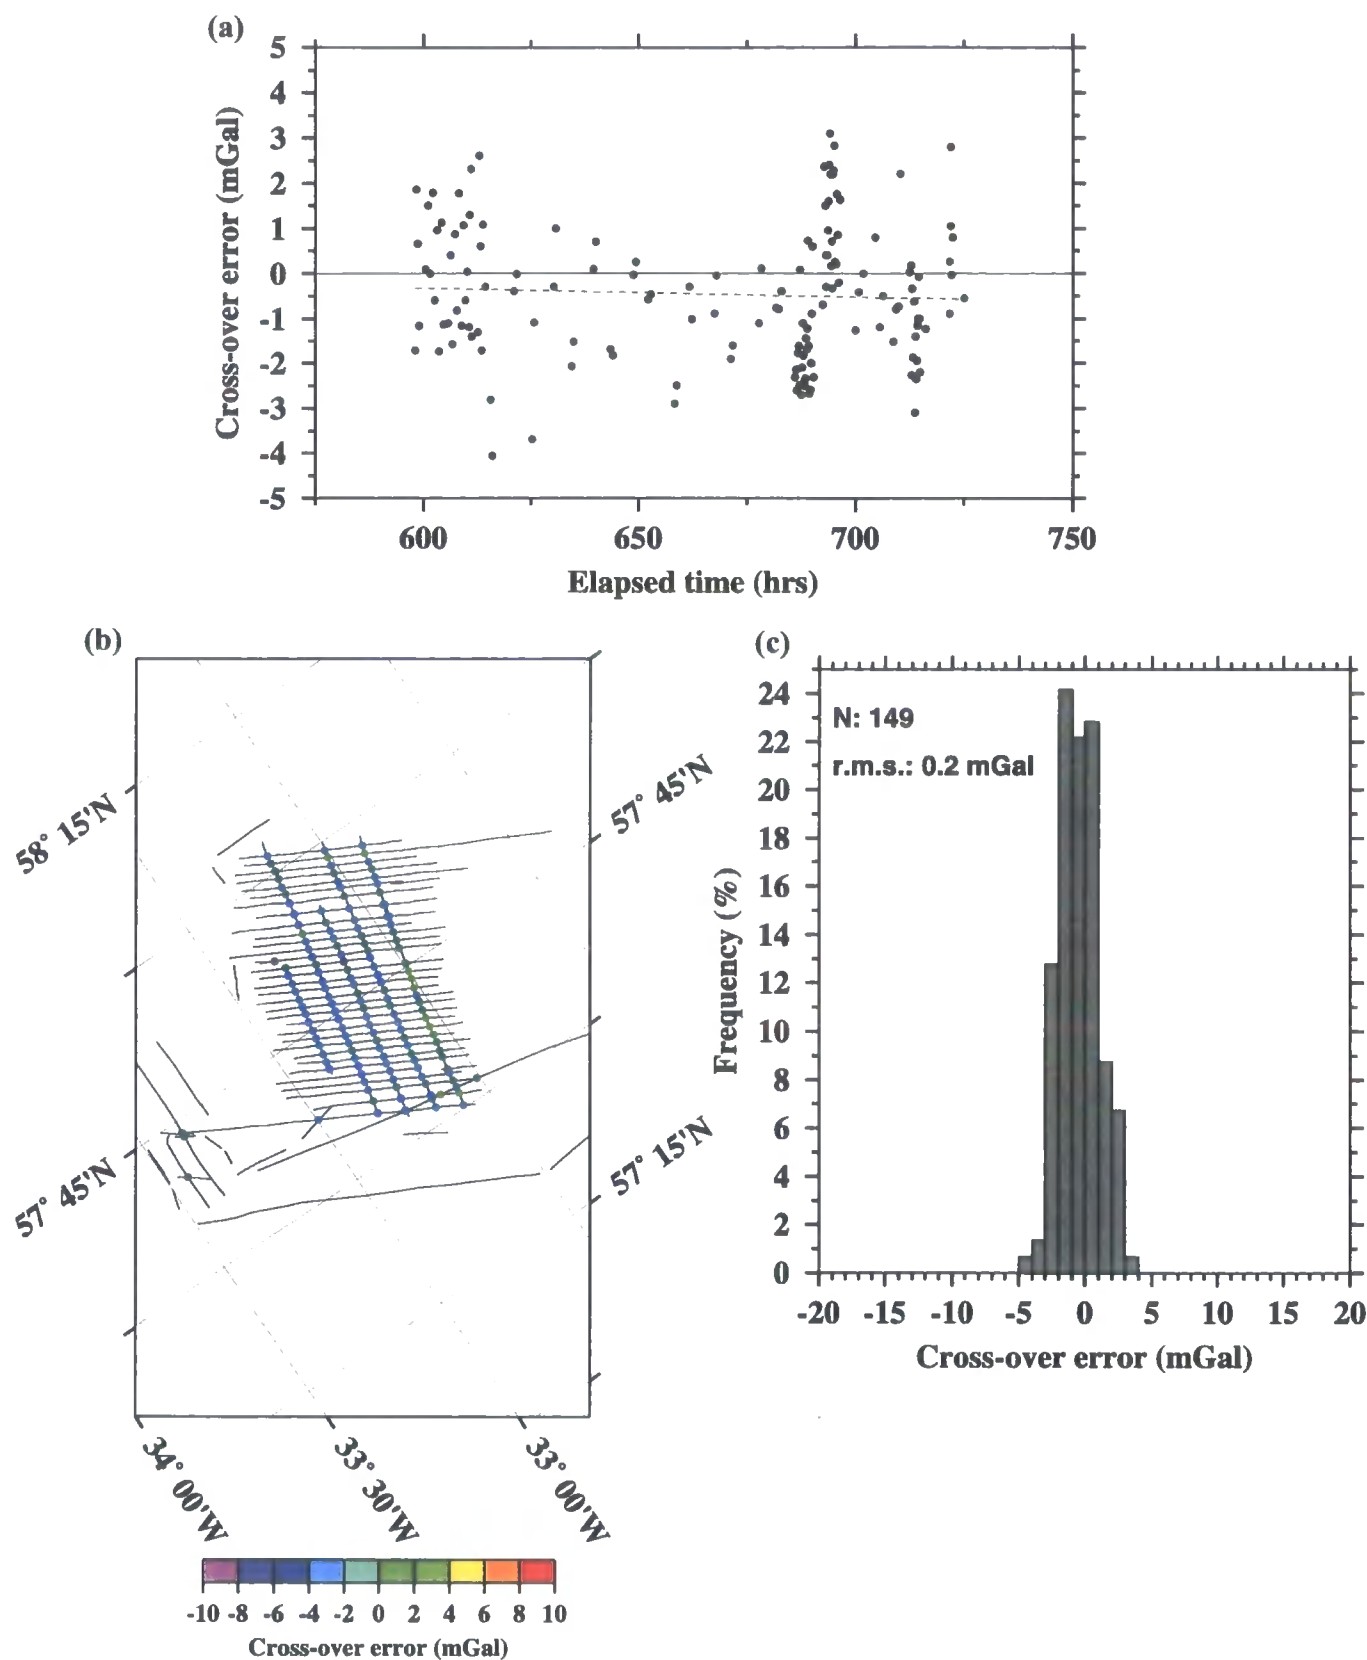 (a)
5
4
3
2
1
0
-1
-2
-3
-4
-5
Cross-over error (mGal)
600 650 700 750
Elapsed time (hrs)
(b)
58° 15'N
57° 45'N
57° 45'N
57° 15'N
34° 00'W
33° 30'W
33° 00'W
-10 -8 -6 -4 -2 0 2 4 6 8 10
Cross-over error (mGal)
(c)
N: 149
r.m.s.: 0.2 mGal
24
22
20
18
16
14
12
10
8
6
4
2
0
Frequency (%)
-20 -15 -10 -5 0 5 10 15 20
Cross-over error (mGal)